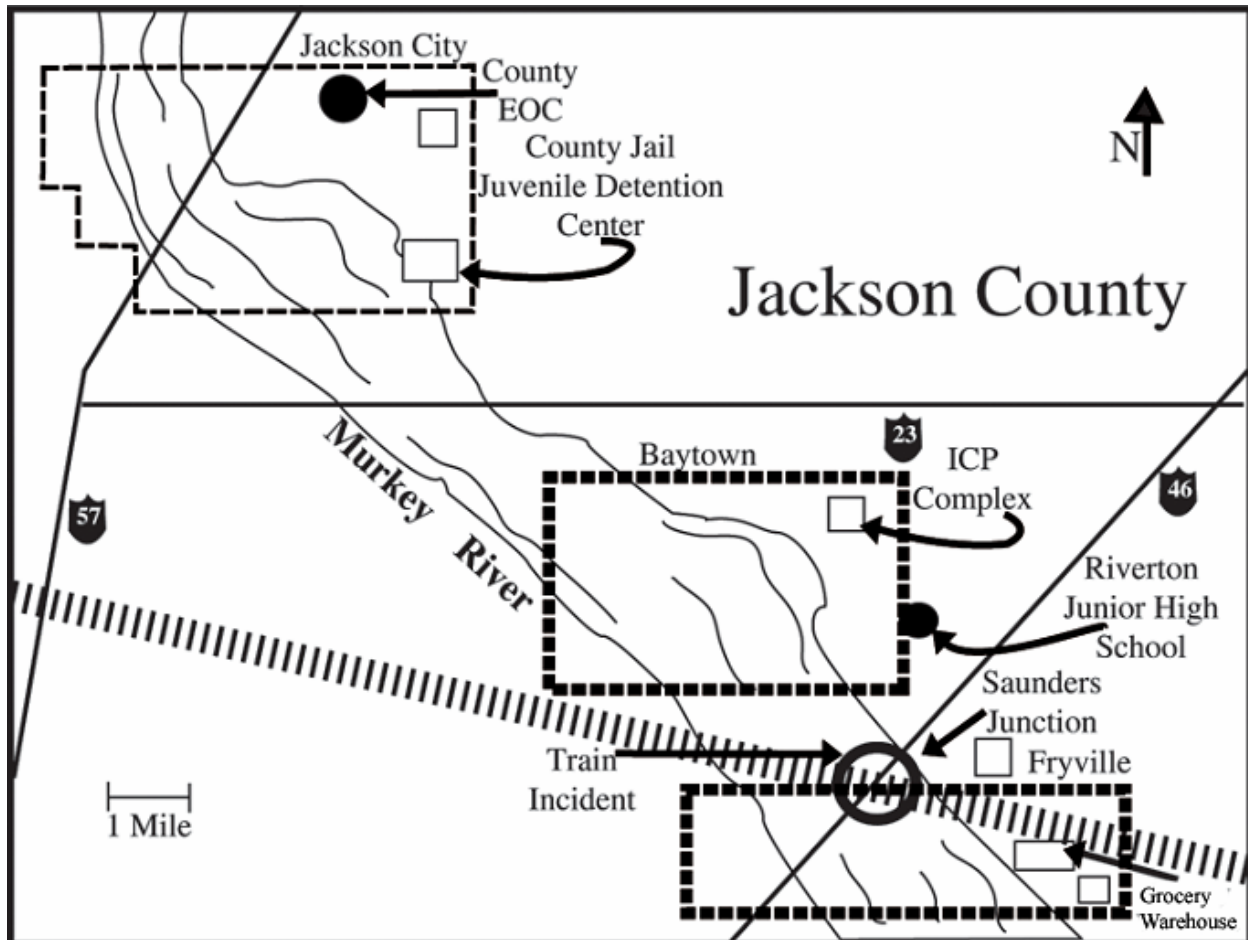 Jackson City
County
EOC
County Jail
Juvenile Detention
Center
N
Jackson County
Murkey River
23
Baytown
ICP
Complex
46
57
Riverton
Junior High
School
Saunders
Junction
Train
Incident
Fryville
1 Mile
Grocery
Warehouse